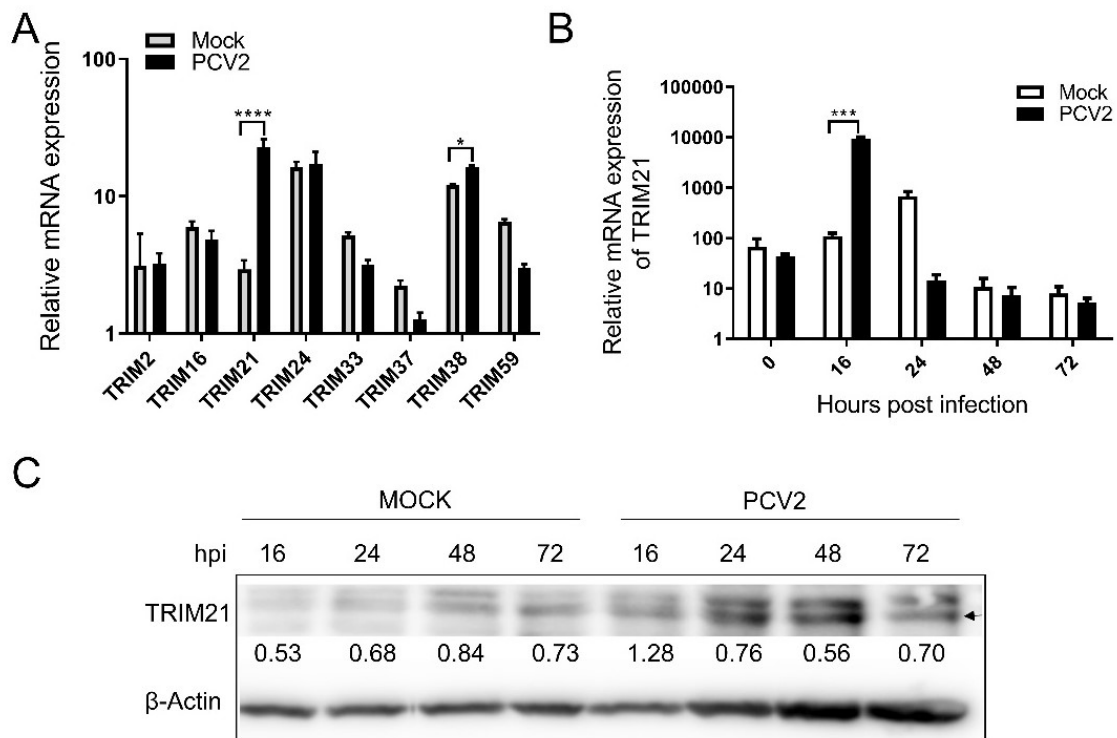 A
Mock
PCV2
Relative mRNA expression
100
10
1
****
*
TRIM2
TRIM16
TRIM21
TRIM24
TRIM33
TRIM37
TRIM38
TRIM59
B
Mock
PCV2
Relative mRNA expression
of TRIM21
100000
10000
1000
100
10
1
***
0
16
24
48
72
Hours post infection
C
MOCK PCV2
hpi 16 24 48 72 16 24 48 72
TRIM21
0.53 0.68 0.84 0.73 1.28 0.76 0.56 0.70
β-Actin